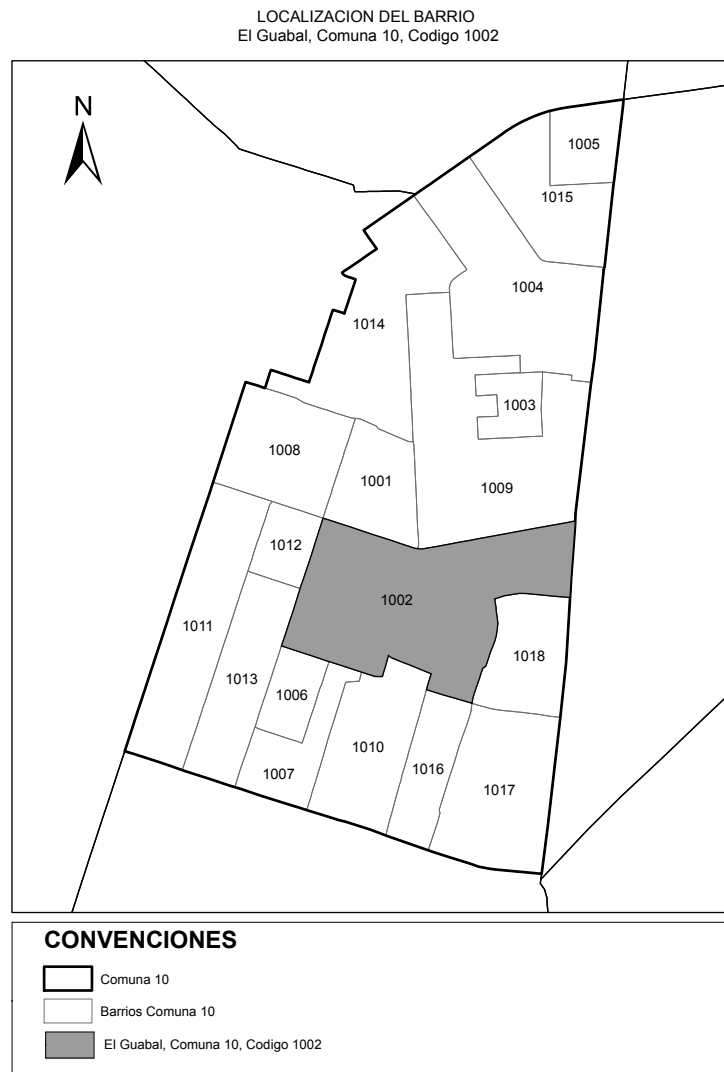 LOCALIZACION DEL BARRIO
El Guabal, Comuna 10, Codigo 1002
N
1005
1015
1004
1014
1003
1008
1001
1009
1012
1002
1011
1018
1013
1006
1010
1016
1007
1017
CONVENCIONES
Comuna 10
Barrios Comuna 10
El Guabal, Comuna 10, Codigo 1002